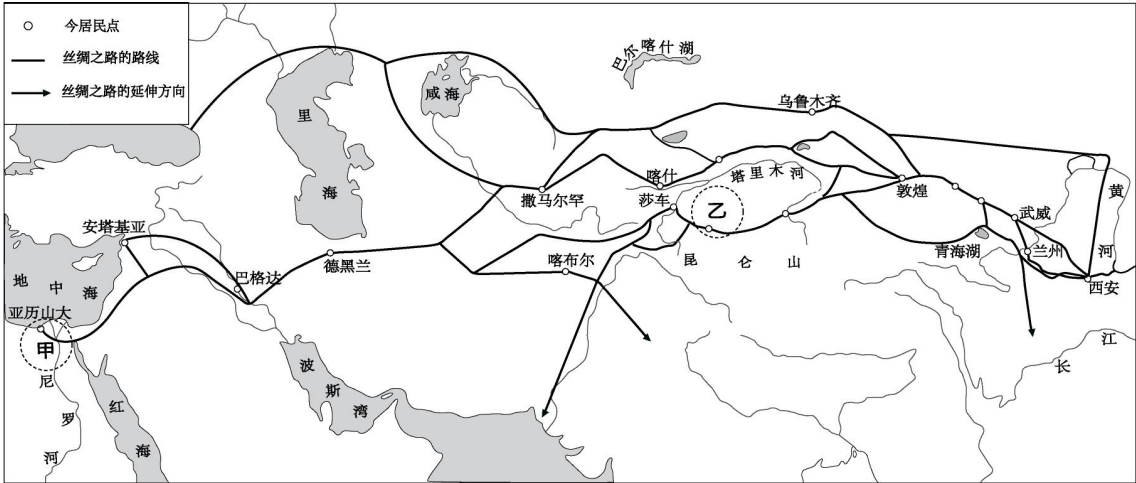 今居民点
丝绸之路的路线
丝绸之路的延伸方向
巴尔喀什湖
咸海
里海
乌鲁木齐
喀什
塔里木河
撒马尔罕
莎车
乙
敦煌
武威
黄河
安塔基亚
德黑兰
喀布尔
昆仑山
青海湖
兰州
西安
地中海
巴格达
亚历山大
甲
尼罗河
红海
波斯湾
长江